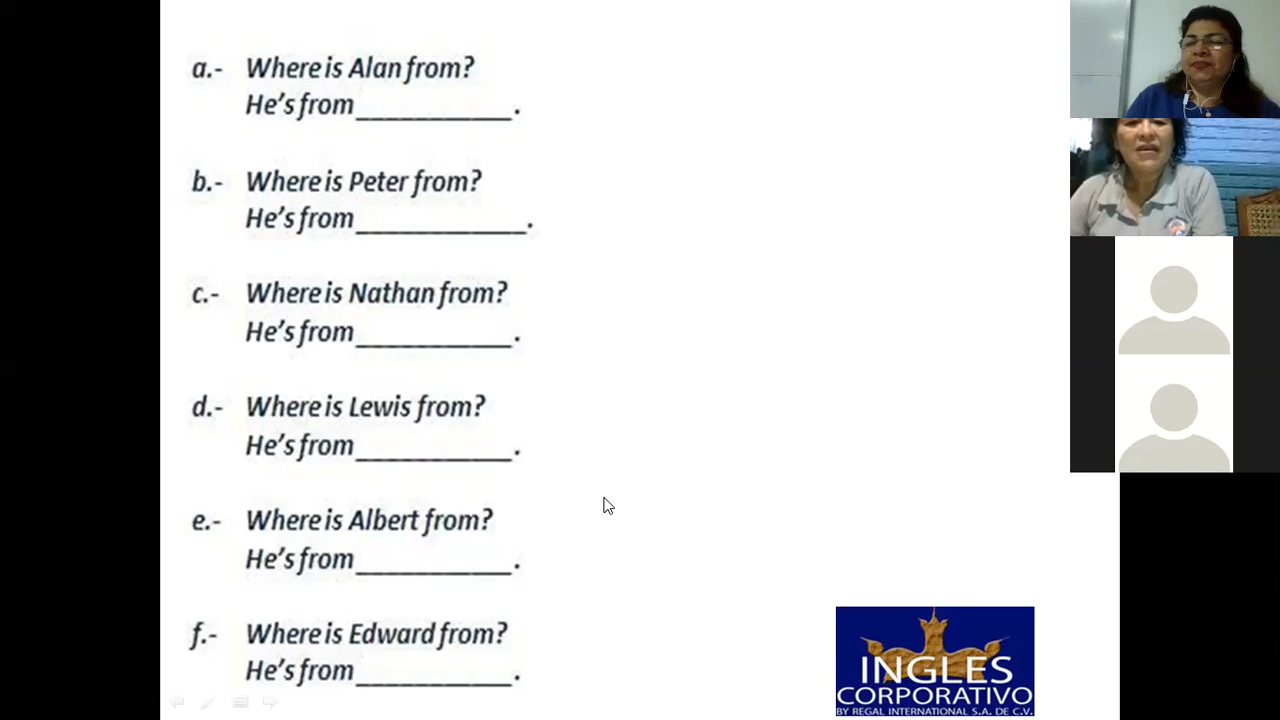 a.- Where is Alan from?
He's from ___________.
b.- Where is Peter from?
He's from ____________.
c.- Where is Nathan from?
He's from ___________.
d.- Where is Lewis from?
He's from ___________.
e.- Where is Albert from?
He's from ___________.
f.- Where is Edward from?
He's from ___________.
INGLES
CORPORATIVO
BY REGAL INTERNATIONAL S.A. DE C.V.